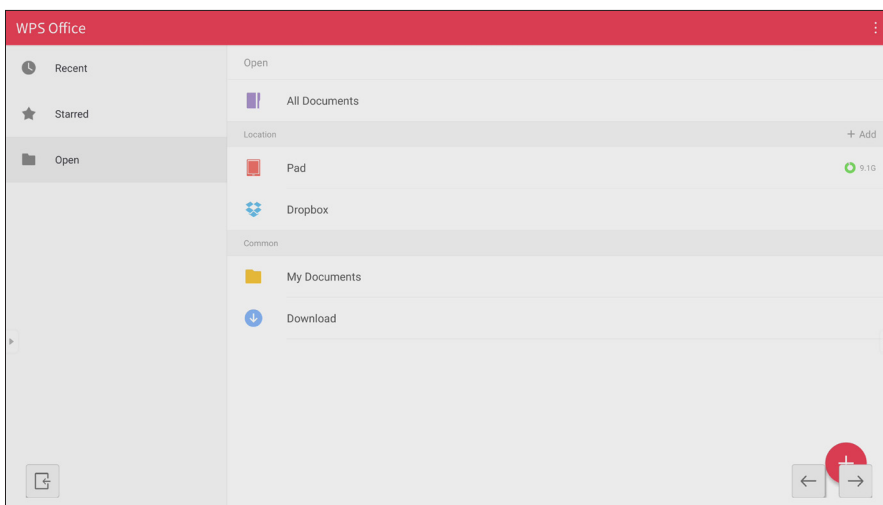 WPS Office
Recent
Starred
Open
Open
All Documents
Location
+ Add
Pad
9.1G
Dropbox
Common
My Documents
Download